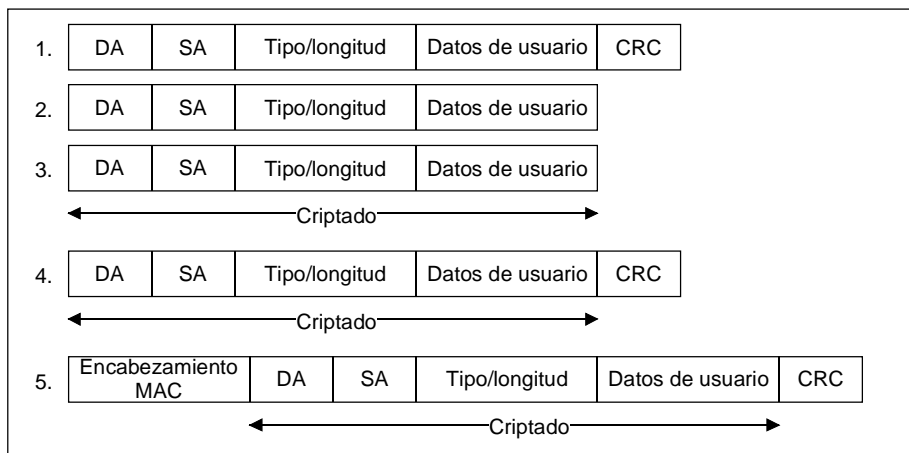 1. DA SA Tipo/longitud Datos de usuario CRC
2. DA SA Tipo/longitud Datos de usuario
3. DA SA Tipo/longitud Datos de usuario
Criptado
4. DA SA Tipo/longitud Datos de usuario CRC
Criptado
5. Encabezamiento MAC DA SA Tipo/longitud Datos de usuario CRC
Criptado